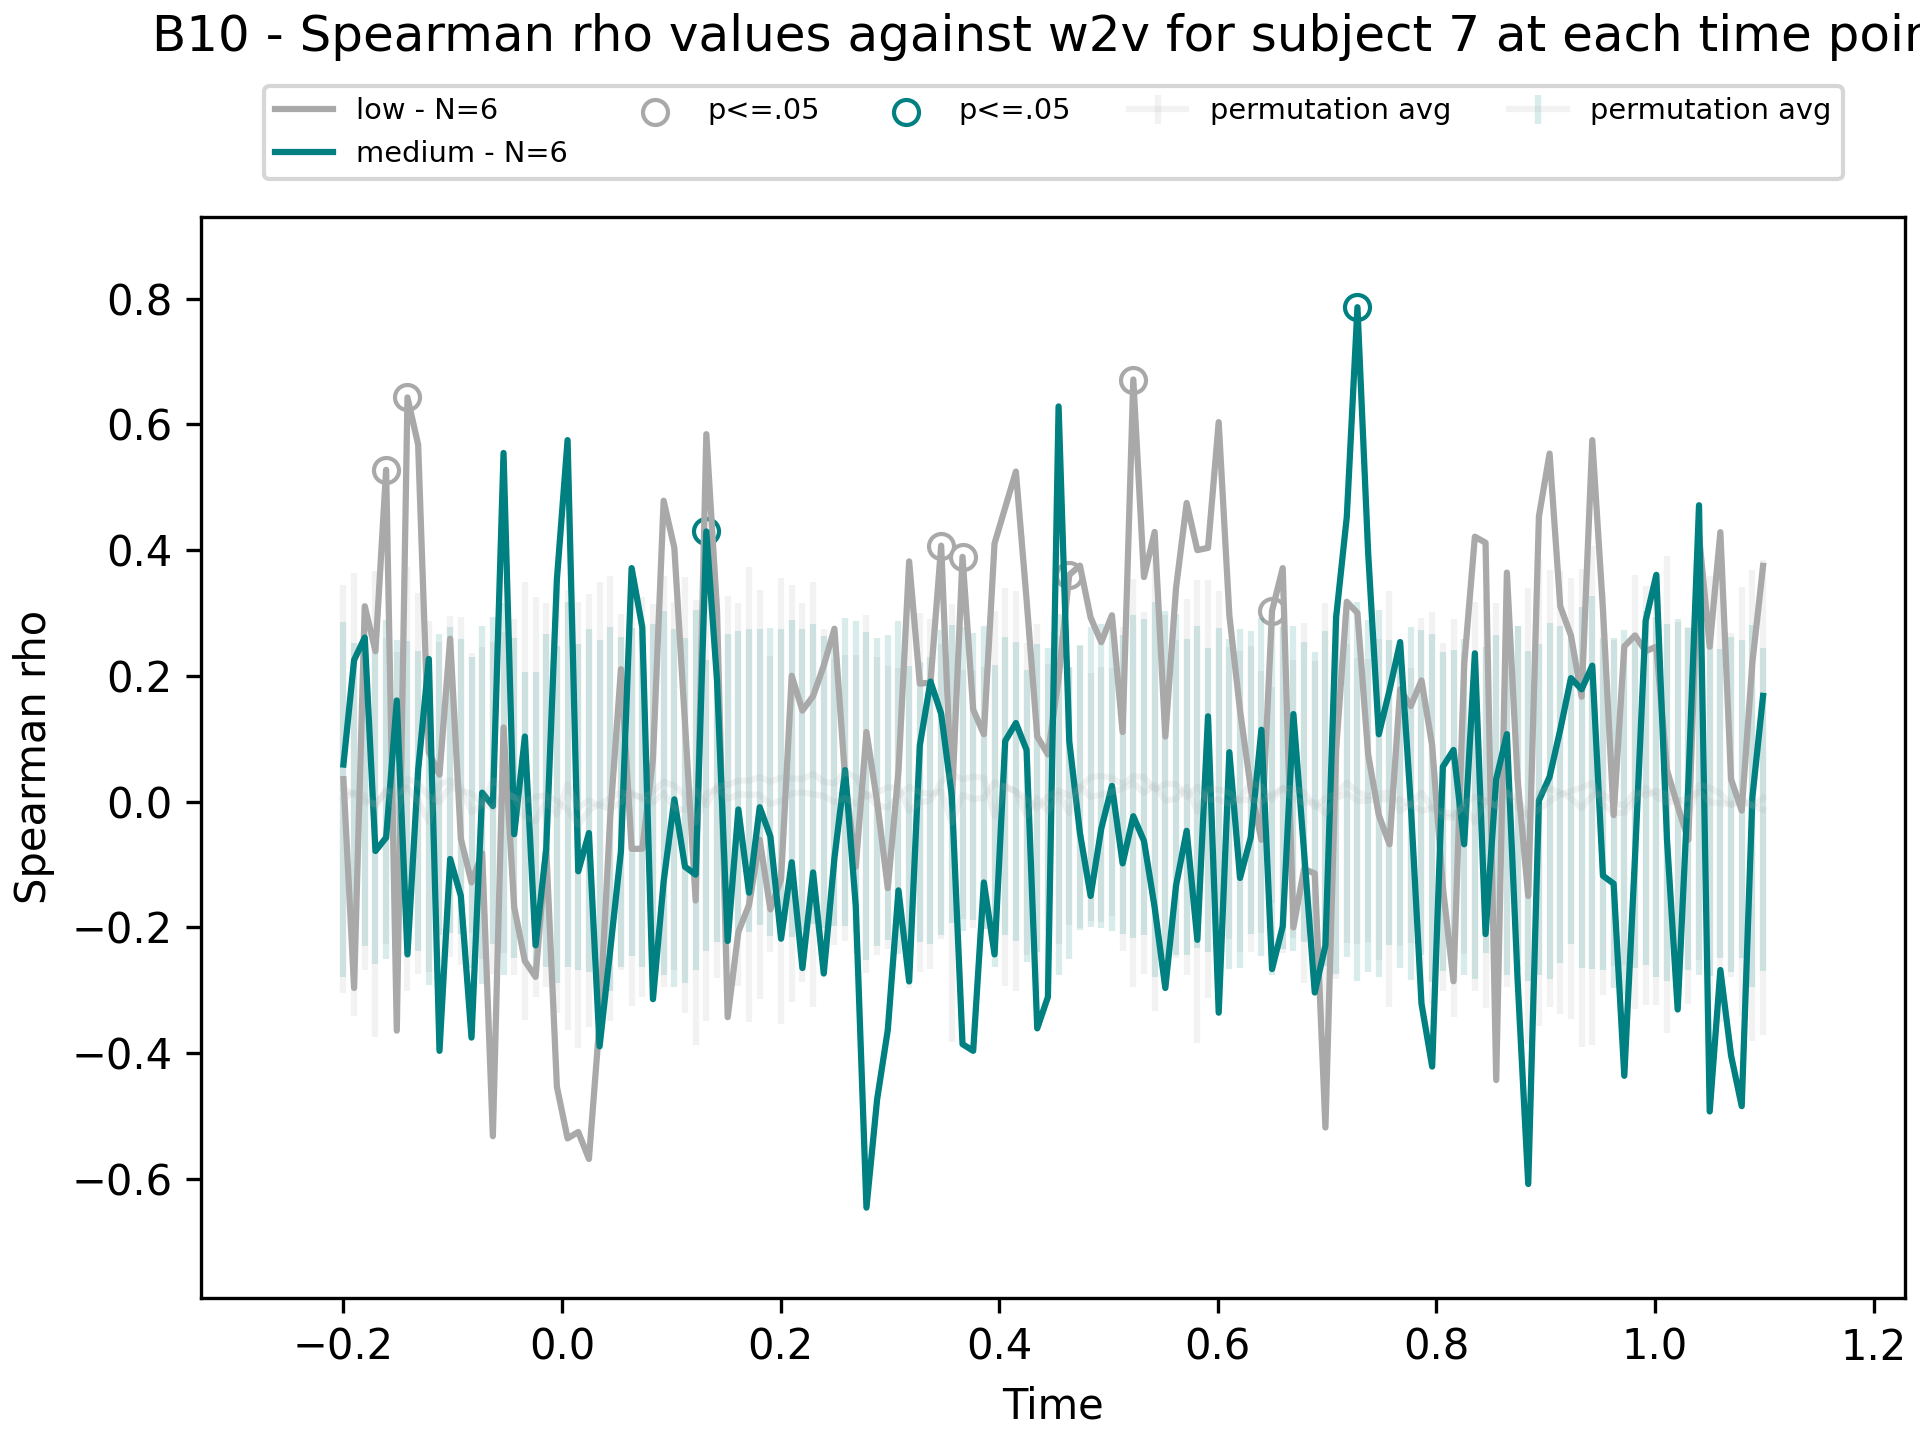 B10 - Spearman rho values against w2v for subject 7 at each time poin
low - N=6
medium - N=6
p<=.05
p<=.05
permutation avg
permutation avg
Spearman rho
0.8
0.6
0.4
0.2
0.0
−0.2
−0.4
−0.6
−0.2 0.0 0.2 0.4 0.6 0.8 1.0 1.2
Time